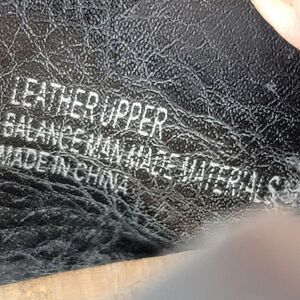 LEATHER UPPER
BALANCE MAN MADE MATERIALS
MADE IN CHINA